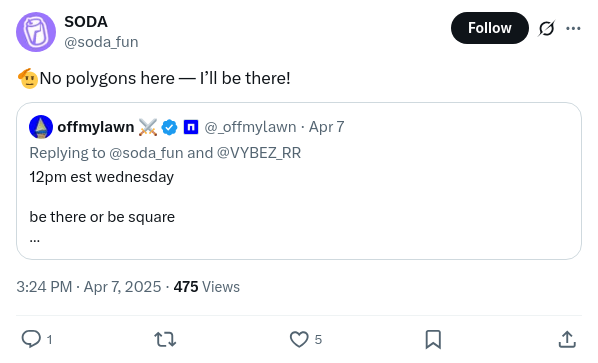 SODA
@soda_fun
Follow
🫡No polygons here — I’ll be there!
offmylawn ⚔️ @_offmylawn · Apr 7
Replying to @soda_fun and @VYBEZ_RR
12pm est wednesday
be there or be square
...
3:24 PM · Apr 7, 2025 · 475 Views
1
5